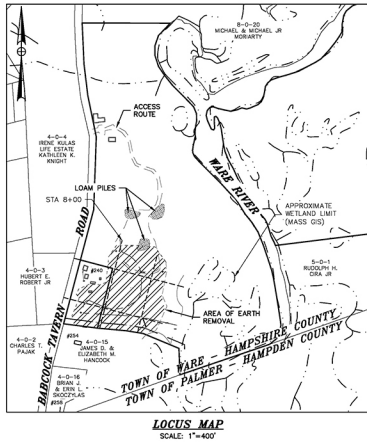 8-0-20
MICHAEL & MICHAEL JR
MORIARTY
ACCESS
ROUTE
4-0-4
IRENE KULAS
LIFE ESTATE
KATHLEEN K.
KNIGHT
WARE RIVER
LOAM PILES
STA 8+00
APPROXIMATE
WETLAND LIMIT
(MASS GIS)
ROAD
5-0-1
RUDOLPH H.
CIRA JR
4-0-3
HUBERT E.
ROBERT JR
#240
AREA OF EARTH
REMOVAL
BABCOCK TAVERN
4-0-2
CHARLES T.
PAJAK
#254
4-0-15
JAMES D. &
ELIZABETH M.
HANCOCK
TOWN OF WARE - HAMPSHIRE COUNTY
TOWN OF PALMER - HAMPDEN COUNTY
4-0-16
BRIAN J.
& ERIN L.
SKOCZYLAS
#256
LOCUS MAP
SCALE: 1"=400'